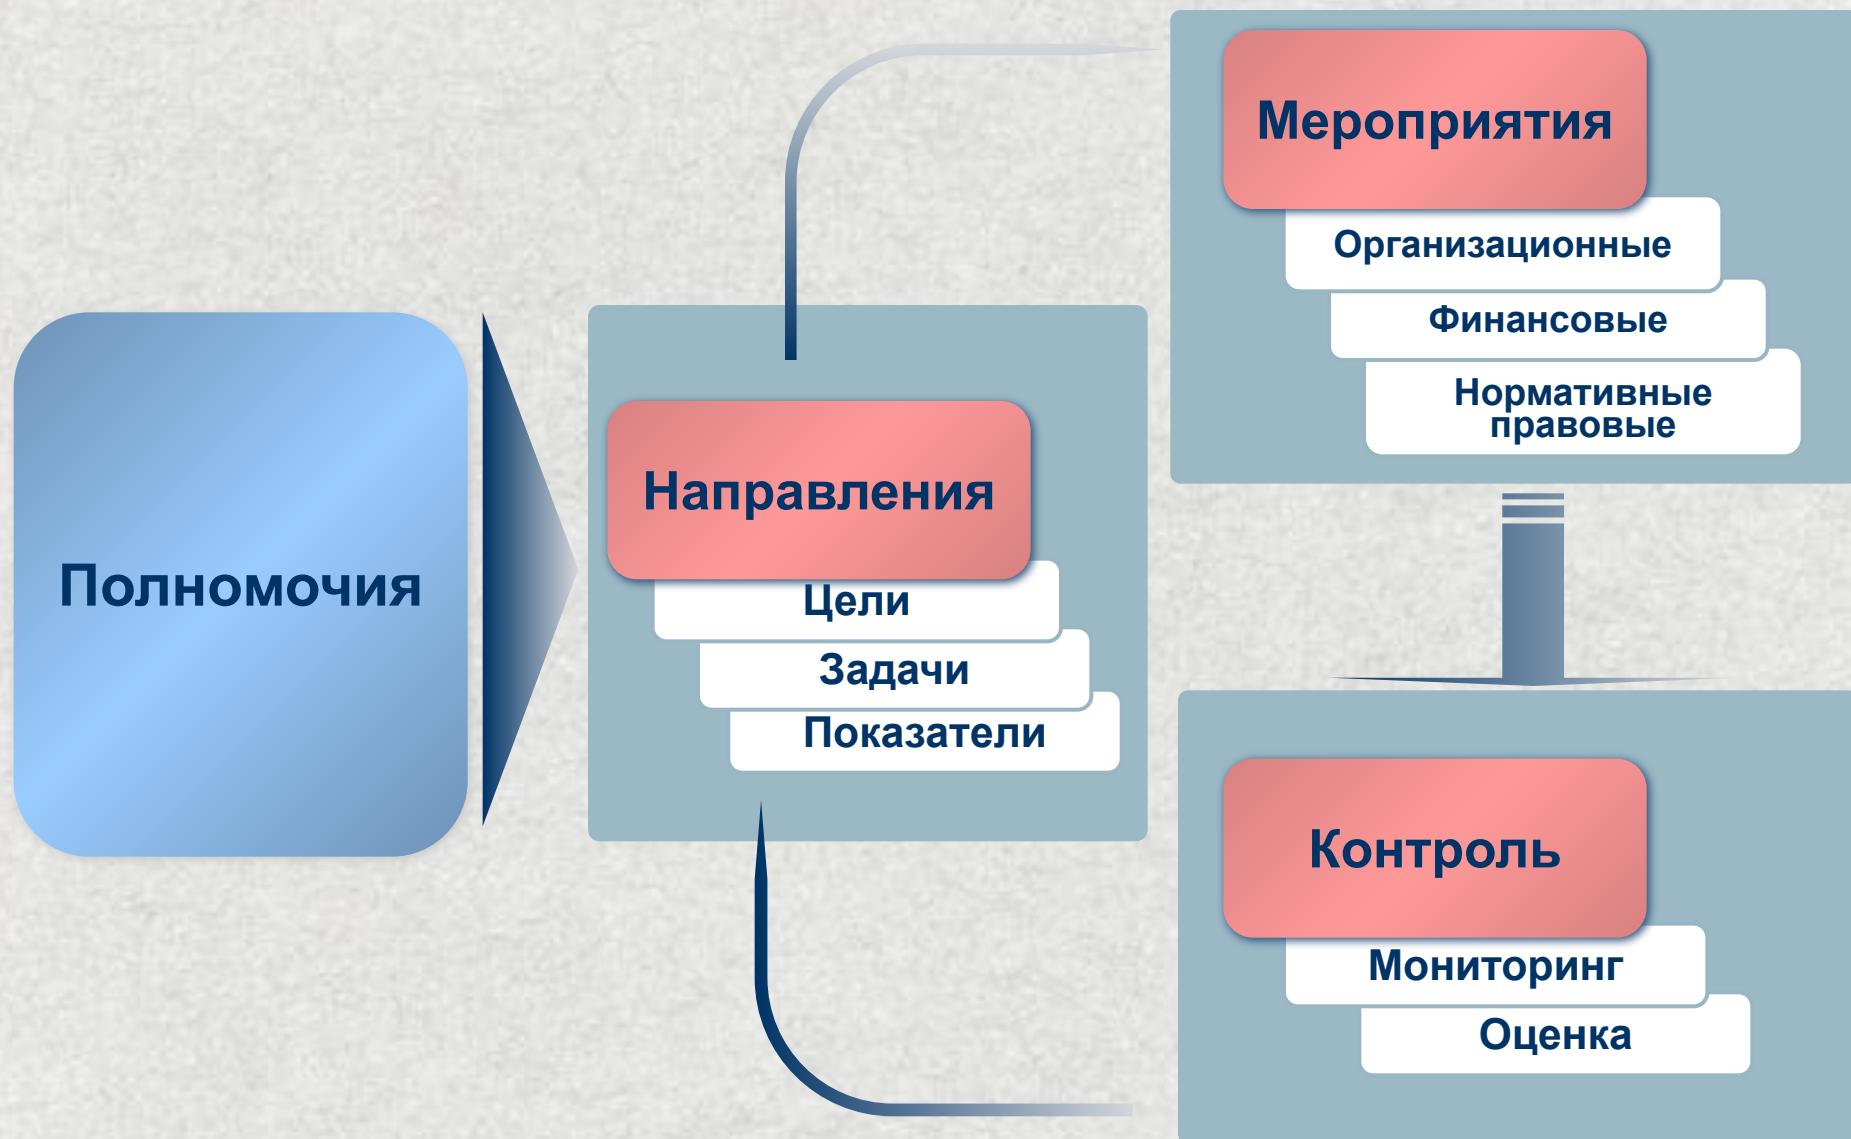 Полномочия
Направления
Цели
Задачи
Показатели
Мероприятия
Организационные
Финансовые
Нормативные
правовые
Контроль
Мониторинг
Оценка